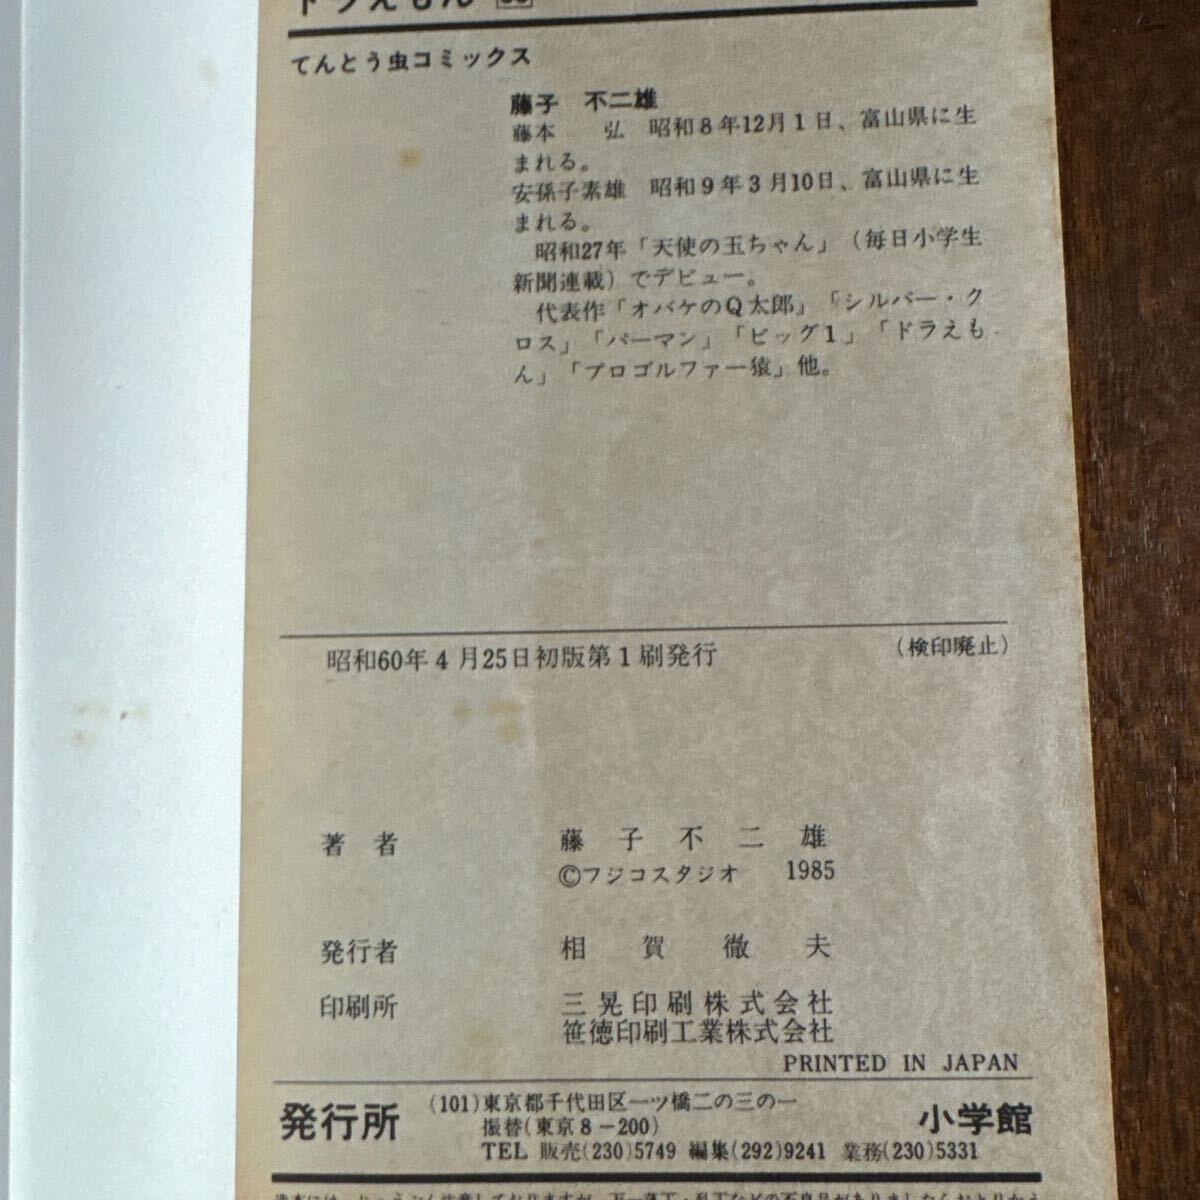 ドラえもん
てんとう虫コミックス
藤子　不二雄
藤本　　弘　昭和8年12月1日、富山県に生
まれる。
安孫子素雄　昭和9年3月10日、富山県に生
まれる。
昭和27年「天使の玉ちゃん」（毎日小学生
新聞連載）でデビュー。
代表作「オバケのQ太郎」「シルバー・ク
ロス」「パーマン」「ビッグ1」「ドラえも
ん」「プロゴルファー猿」他。
昭和60年4月25日初版第1刷発行　（検印廃止）
著者　藤子不二雄
©フジコスタジオ　1985
発行者　相賀徹夫
印刷所　三晃印刷株式会社
笹徳印刷工業株式会社
PRINTED IN JAPAN
発行所　(101)東京都千代田区一ツ橋二の三の一　小学館
振替(東京8-200)
TEL 販売(230)5749 編集(292)9241 業務(230)5331